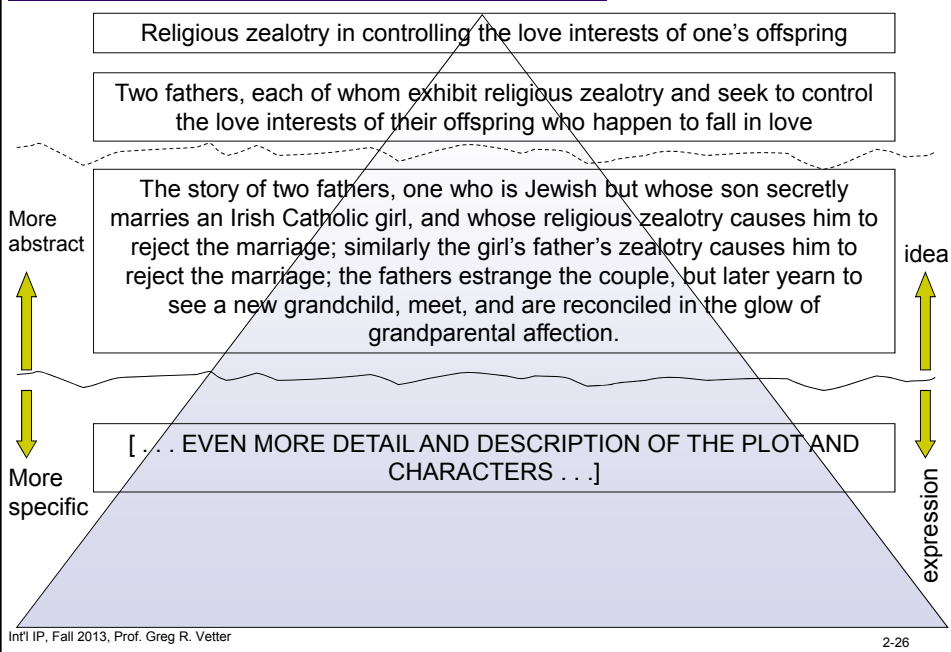 Religious zealotry in controlling the love interests of one's offspring
Two fathers, each of whom exhibit religious zealotry and seek to control
the love interests of their offspring who happen to fall in love
The story of two fathers, one who is Jewish but whose son secretly
marries an Irish Catholic girl, and whose religious zealotry causes him to
reject the marriage; similarly the girl's father's zealotry causes him to
reject the marriage; the fathers estrange the couple, but later yearn to
see a new grandchild, meet, and are reconciled in the glow of
grandparental affection.
More
abstract
idea
[ . . . EVEN MORE DETAIL AND DESCRIPTION OF THE PLOT AND
CHARACTERS . . .]
More
specific
expression
Int'l IP, Fall 2013, Prof. Greg R. Vetter
2-26